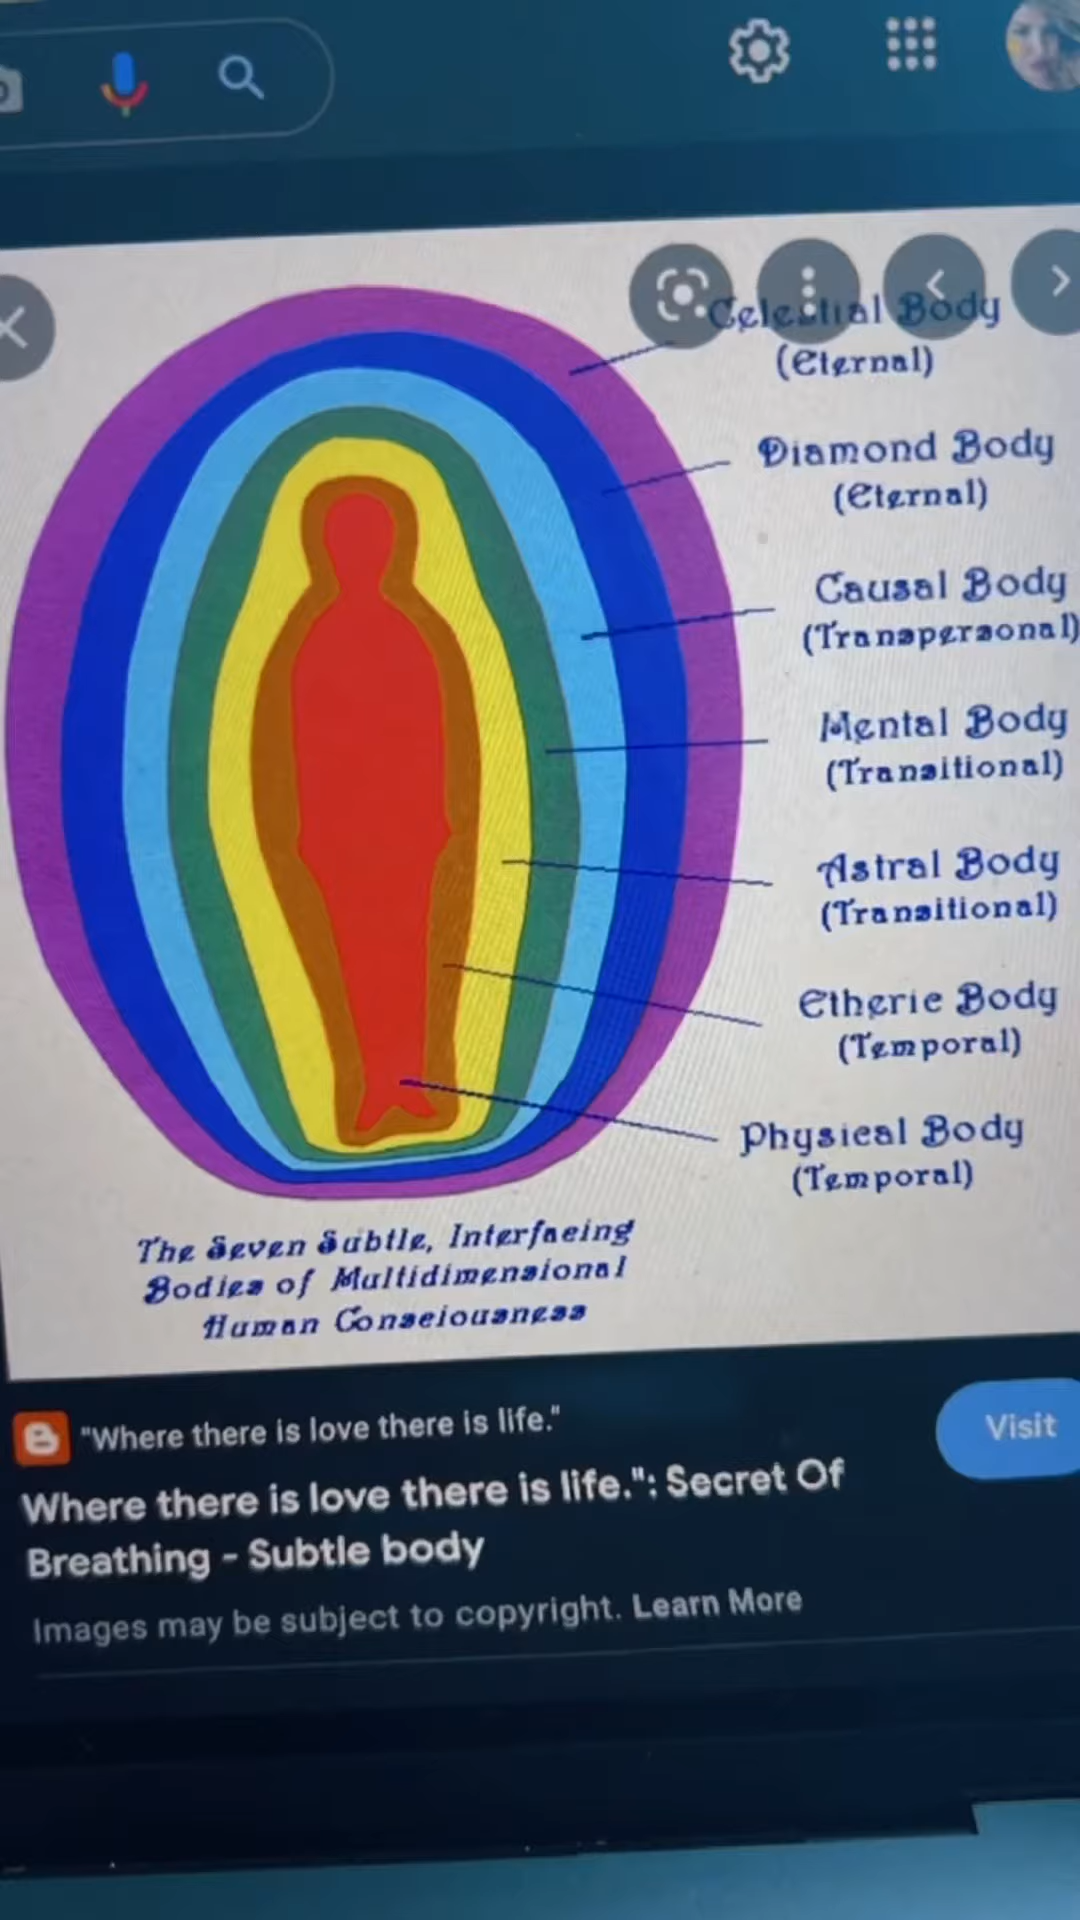 Celestial Body
(Eternal)
Diamond Body
(Eternal)
Causal Body
(Transpersonal)
Mental Body
(Transitional)
Astral Body
(Transitional)
Etheric Body
(Temporal)
Physical Body
(Temporal)
The Seven Subtle, Interfacing
Bodies of Multidimensional
Human Consciousness
"Where there is love there is life."
Visit
Where there is love there is life.": Secret Of
Breathing - Subtle body
Images may be subject to copyright. Learn More